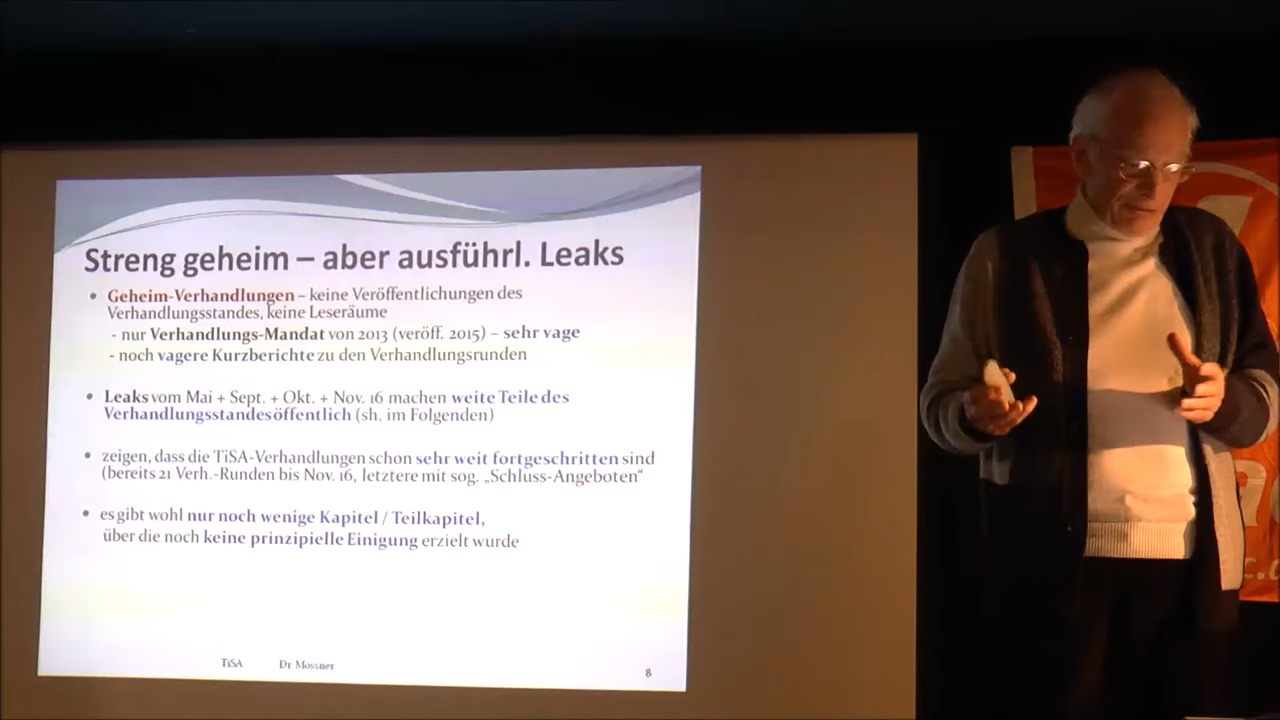 Streng geheim – aber ausführl. Leaks
• Geheim-Verhandlungen – keine Veröffentlichungen des
Verhandlungsstandes, keine Leseräume
- nur Verhandlungs-Mandat von 2013 (veröff. 2015) – sehr vage
- noch vagere Kurzberichte zu den Verhandlungsrunden
• Leaks vom Mai + Sept. + Okt. + Nov. 16 machen weite Teile des
Verhandlungsstandes öffentlich (sh. im Folgenden)
• zeigen, dass die TiSA-Verhandlungen schon sehr weit fortgeschritten sind
(bereits 21 Verh.-Runden bis Nov. 16, letztere mit sog. „Schluss-Angeboten“
• es gibt wohl nur noch wenige Kapitel / Teilkapitel,
über die noch keine prinzipielle Einigung erzielt wurde
TiSA Dr Mossner
8